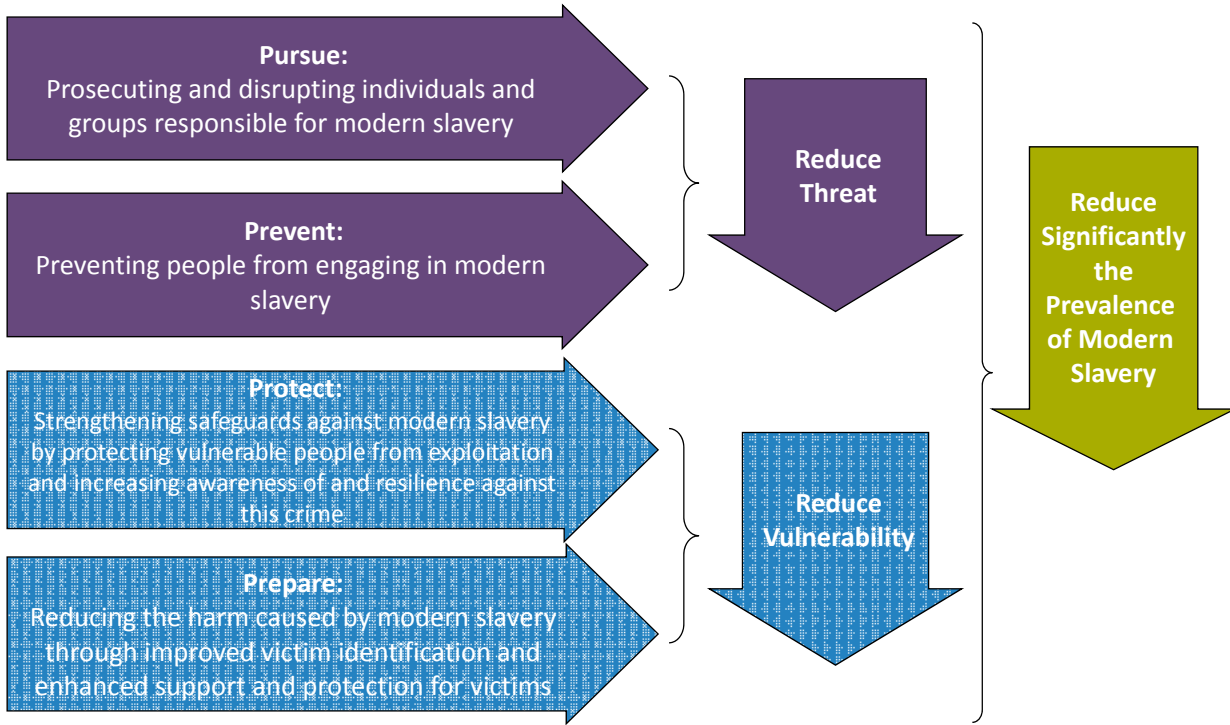 Pursue:
Prosecuting and disrupting individuals and
groups responsible for modern slavery
Prevent:
Preventing people from engaging in modern
slavery
Protect:
Strengthening safeguards against modern slavery
by protecting vulnerable people from exploitation
and increasing awareness of and resilience against
this crime
Prepare:
Reducing the harm caused by modern slavery
through improved victim identification and
enhanced support and protection for victims
Reduce
Threat
Reduce
Vulnerability
Reduce
Significantly
the
Prevalence
of Modern
Slavery